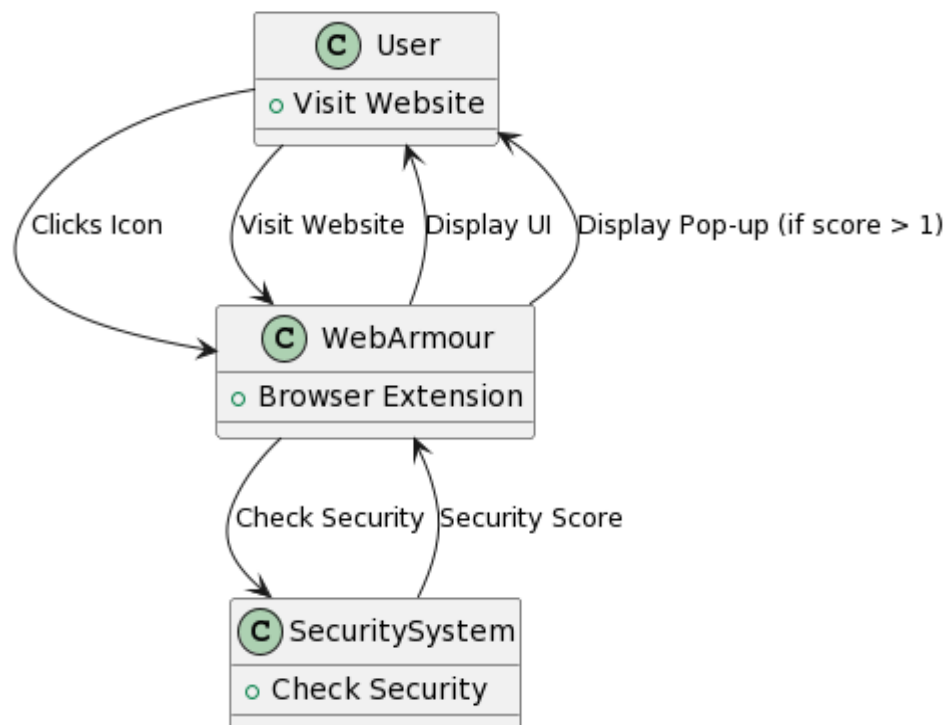 C User
Visit Website
Clicks Icon
Visit Website
Display UI
Display Pop-up (if score > 1)
C WebArmour
Browser Extension
Check Security
Security Score
C SecuritySystem
Check Security